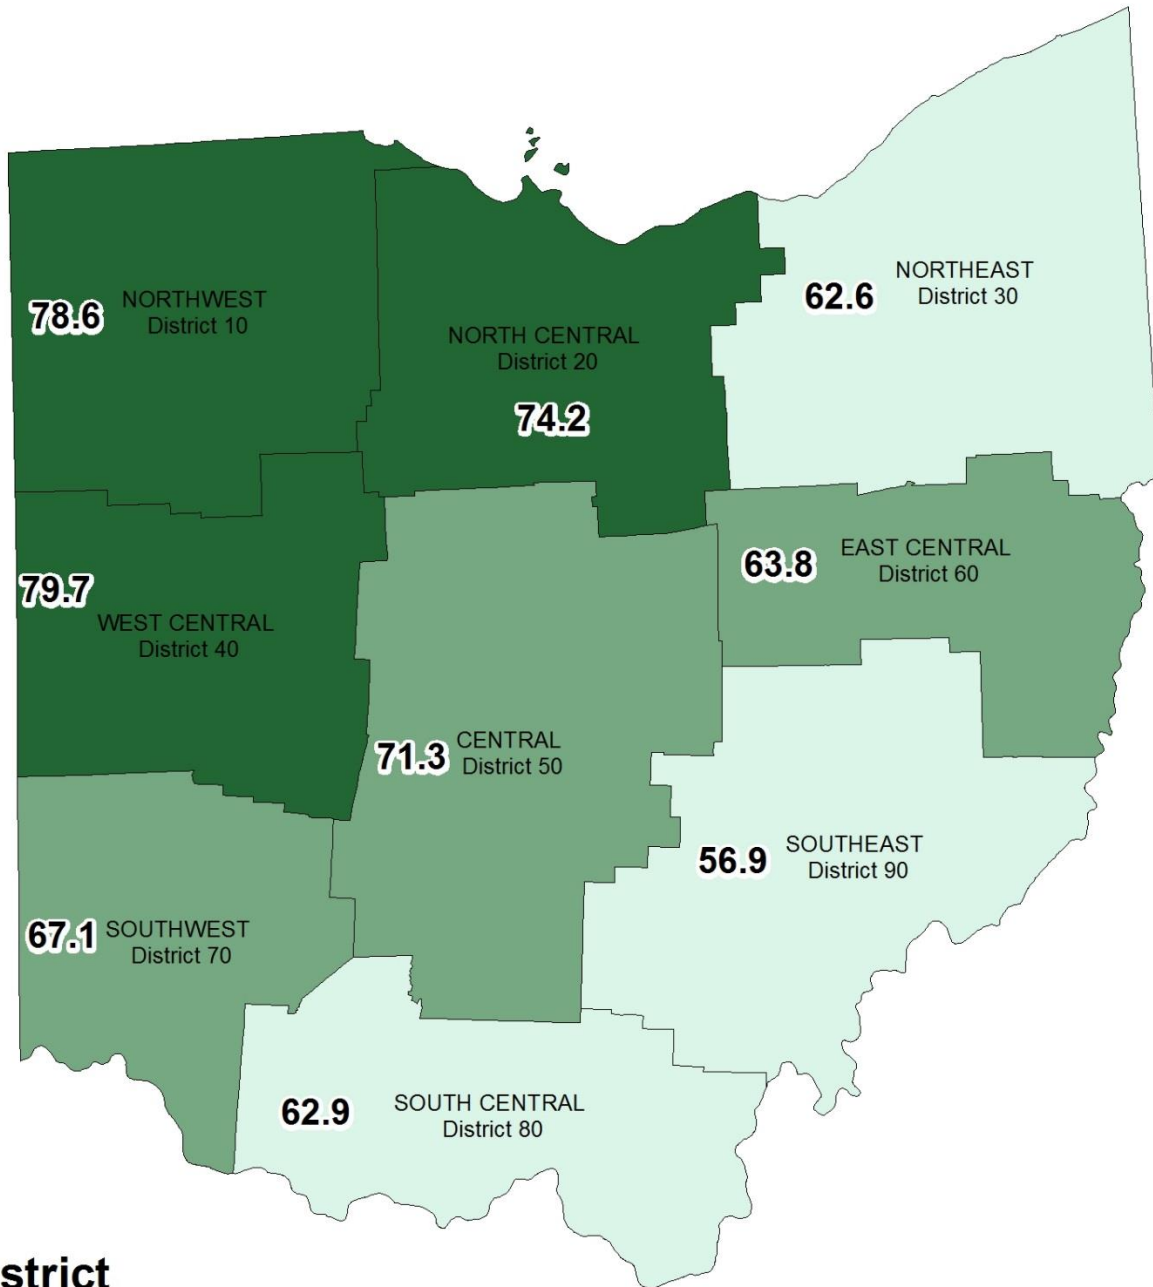 NORTHWEST
District 10
78.6
NORTH CENTRAL
District 20
74.2
NORTHEAST
District 30
62.6
WEST CENTRAL
District 40
79.7
CENTRAL
District 50
71.3
EAST CENTRAL
District 60
63.8
SOUTHWEST
District 70
67.1
SOUTH CENTRAL
District 80
62.9
SOUTHEAST
District 90
56.9
strict